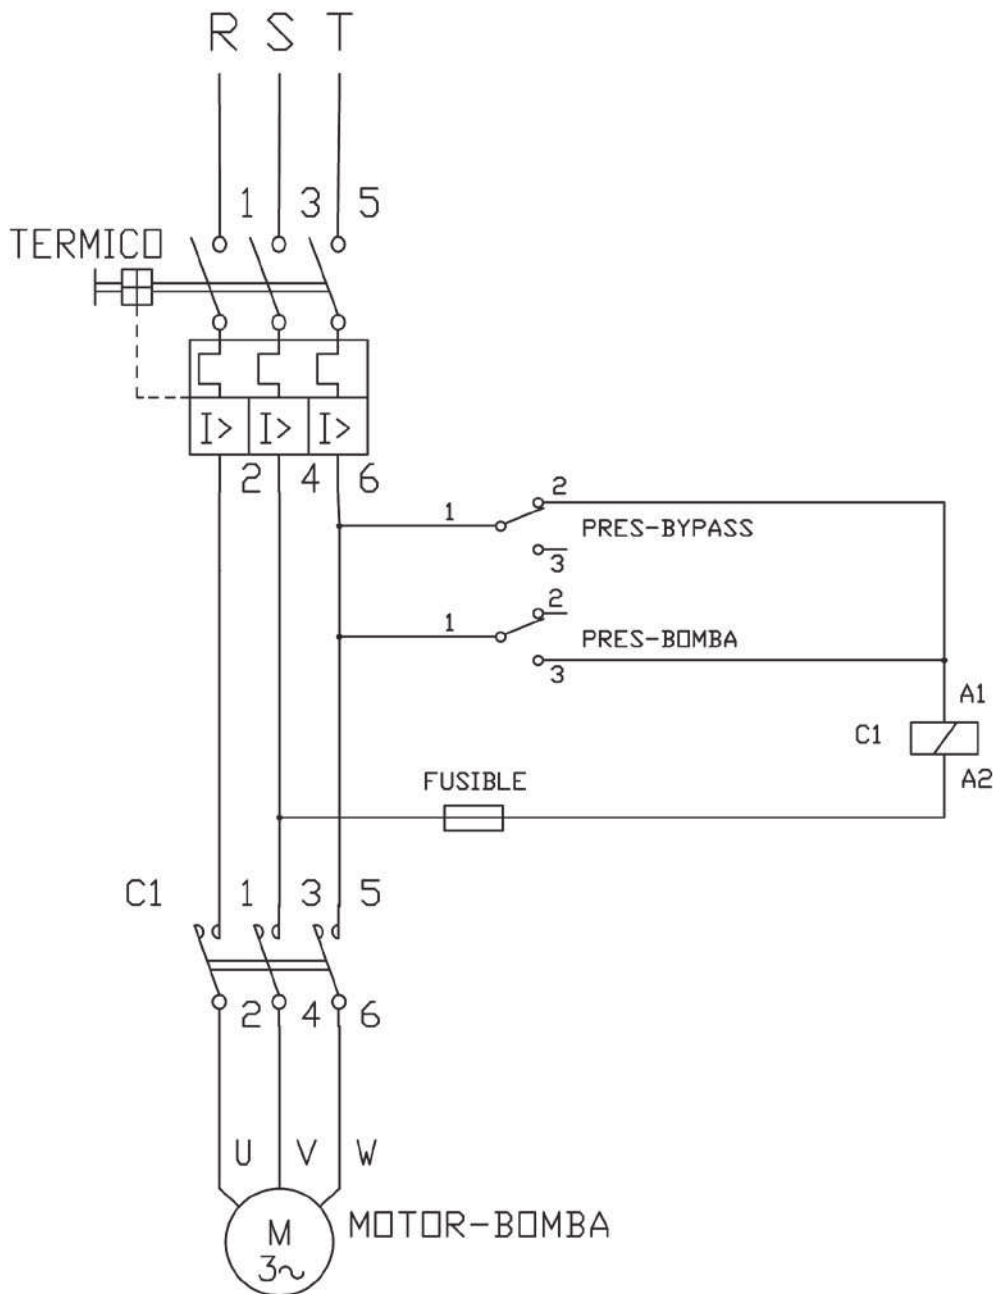 R S T
1 3 5
TERMICO
I> I> I>
2 4 6
2
1
PRES-BYPASS
3
2
1
PRES-BOMBA
3
A1
C1
A2
FUSIBLE
C1 1 3 5
2 4 6
U V W
MOTOR-BOMBA
M
3~